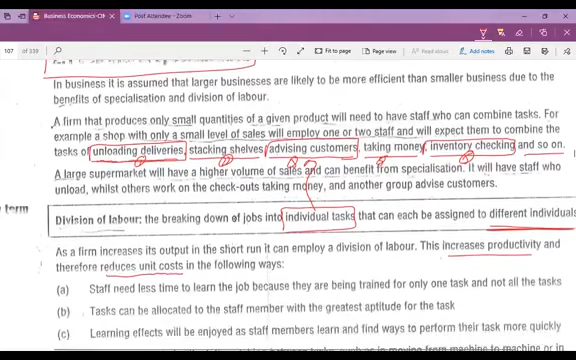 Business Economics-CIM
Post Attendee - Zoom
107 of 339
Fit to page
Page view
Read aloud
Add notes
In business it is assumed that larger businesses are likely to be more efficient than smaller business due to the
benefits of specialisation and division of labour.
A firm that produces only small quantities of a given product will need to have staff who can combine tasks. For
example a shop with only a small level of sales will employ one or two staff and will expect them to combine the
tasks of unloading deliveries, stacking shelves, advising customers, taking money, inventory checking and so on.
A large supermarket will have a higher volume of sales and can benefit from specialisation. It will have staff who
unload, whilst others work on the check-outs taking money, and another group advise customers.
term
Division of labour: the breaking down of jobs into individual tasks that can each be assigned to different individuals
As a firm increases its output in the short run it can employ a division of labour. This increases productivity and
therefore reduces unit costs in the following ways:
(a) Staff need less time to learn the job because they are being trained for only one task and not all the tasks
(b) Tasks can be allocated to the staff member with the greatest aptitude for the task
(c) Learning effects will be enjoyed as staff members learn and find ways to perform their task more quickly